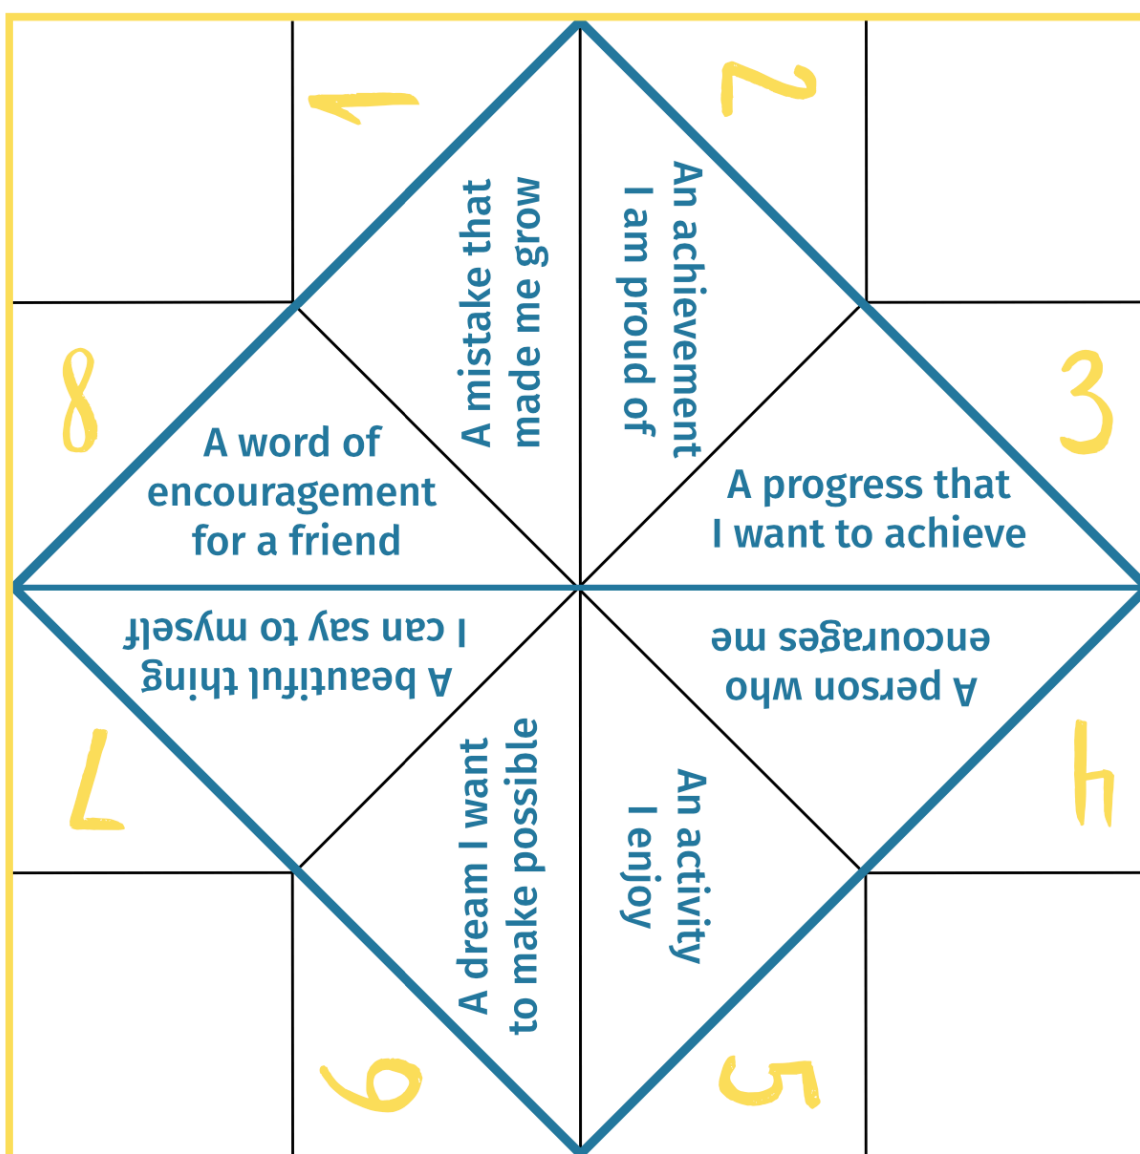 1
A mistake that
made me grow
2
An achievement
I am proud of
3
A progress that
I want to achieve
4
A person who
encourages me
5
An activity
I enjoy
6
A dream I want
to make possible
7
A beautiful thing
I can say to myself
8
A word of
encouragement
for a friend